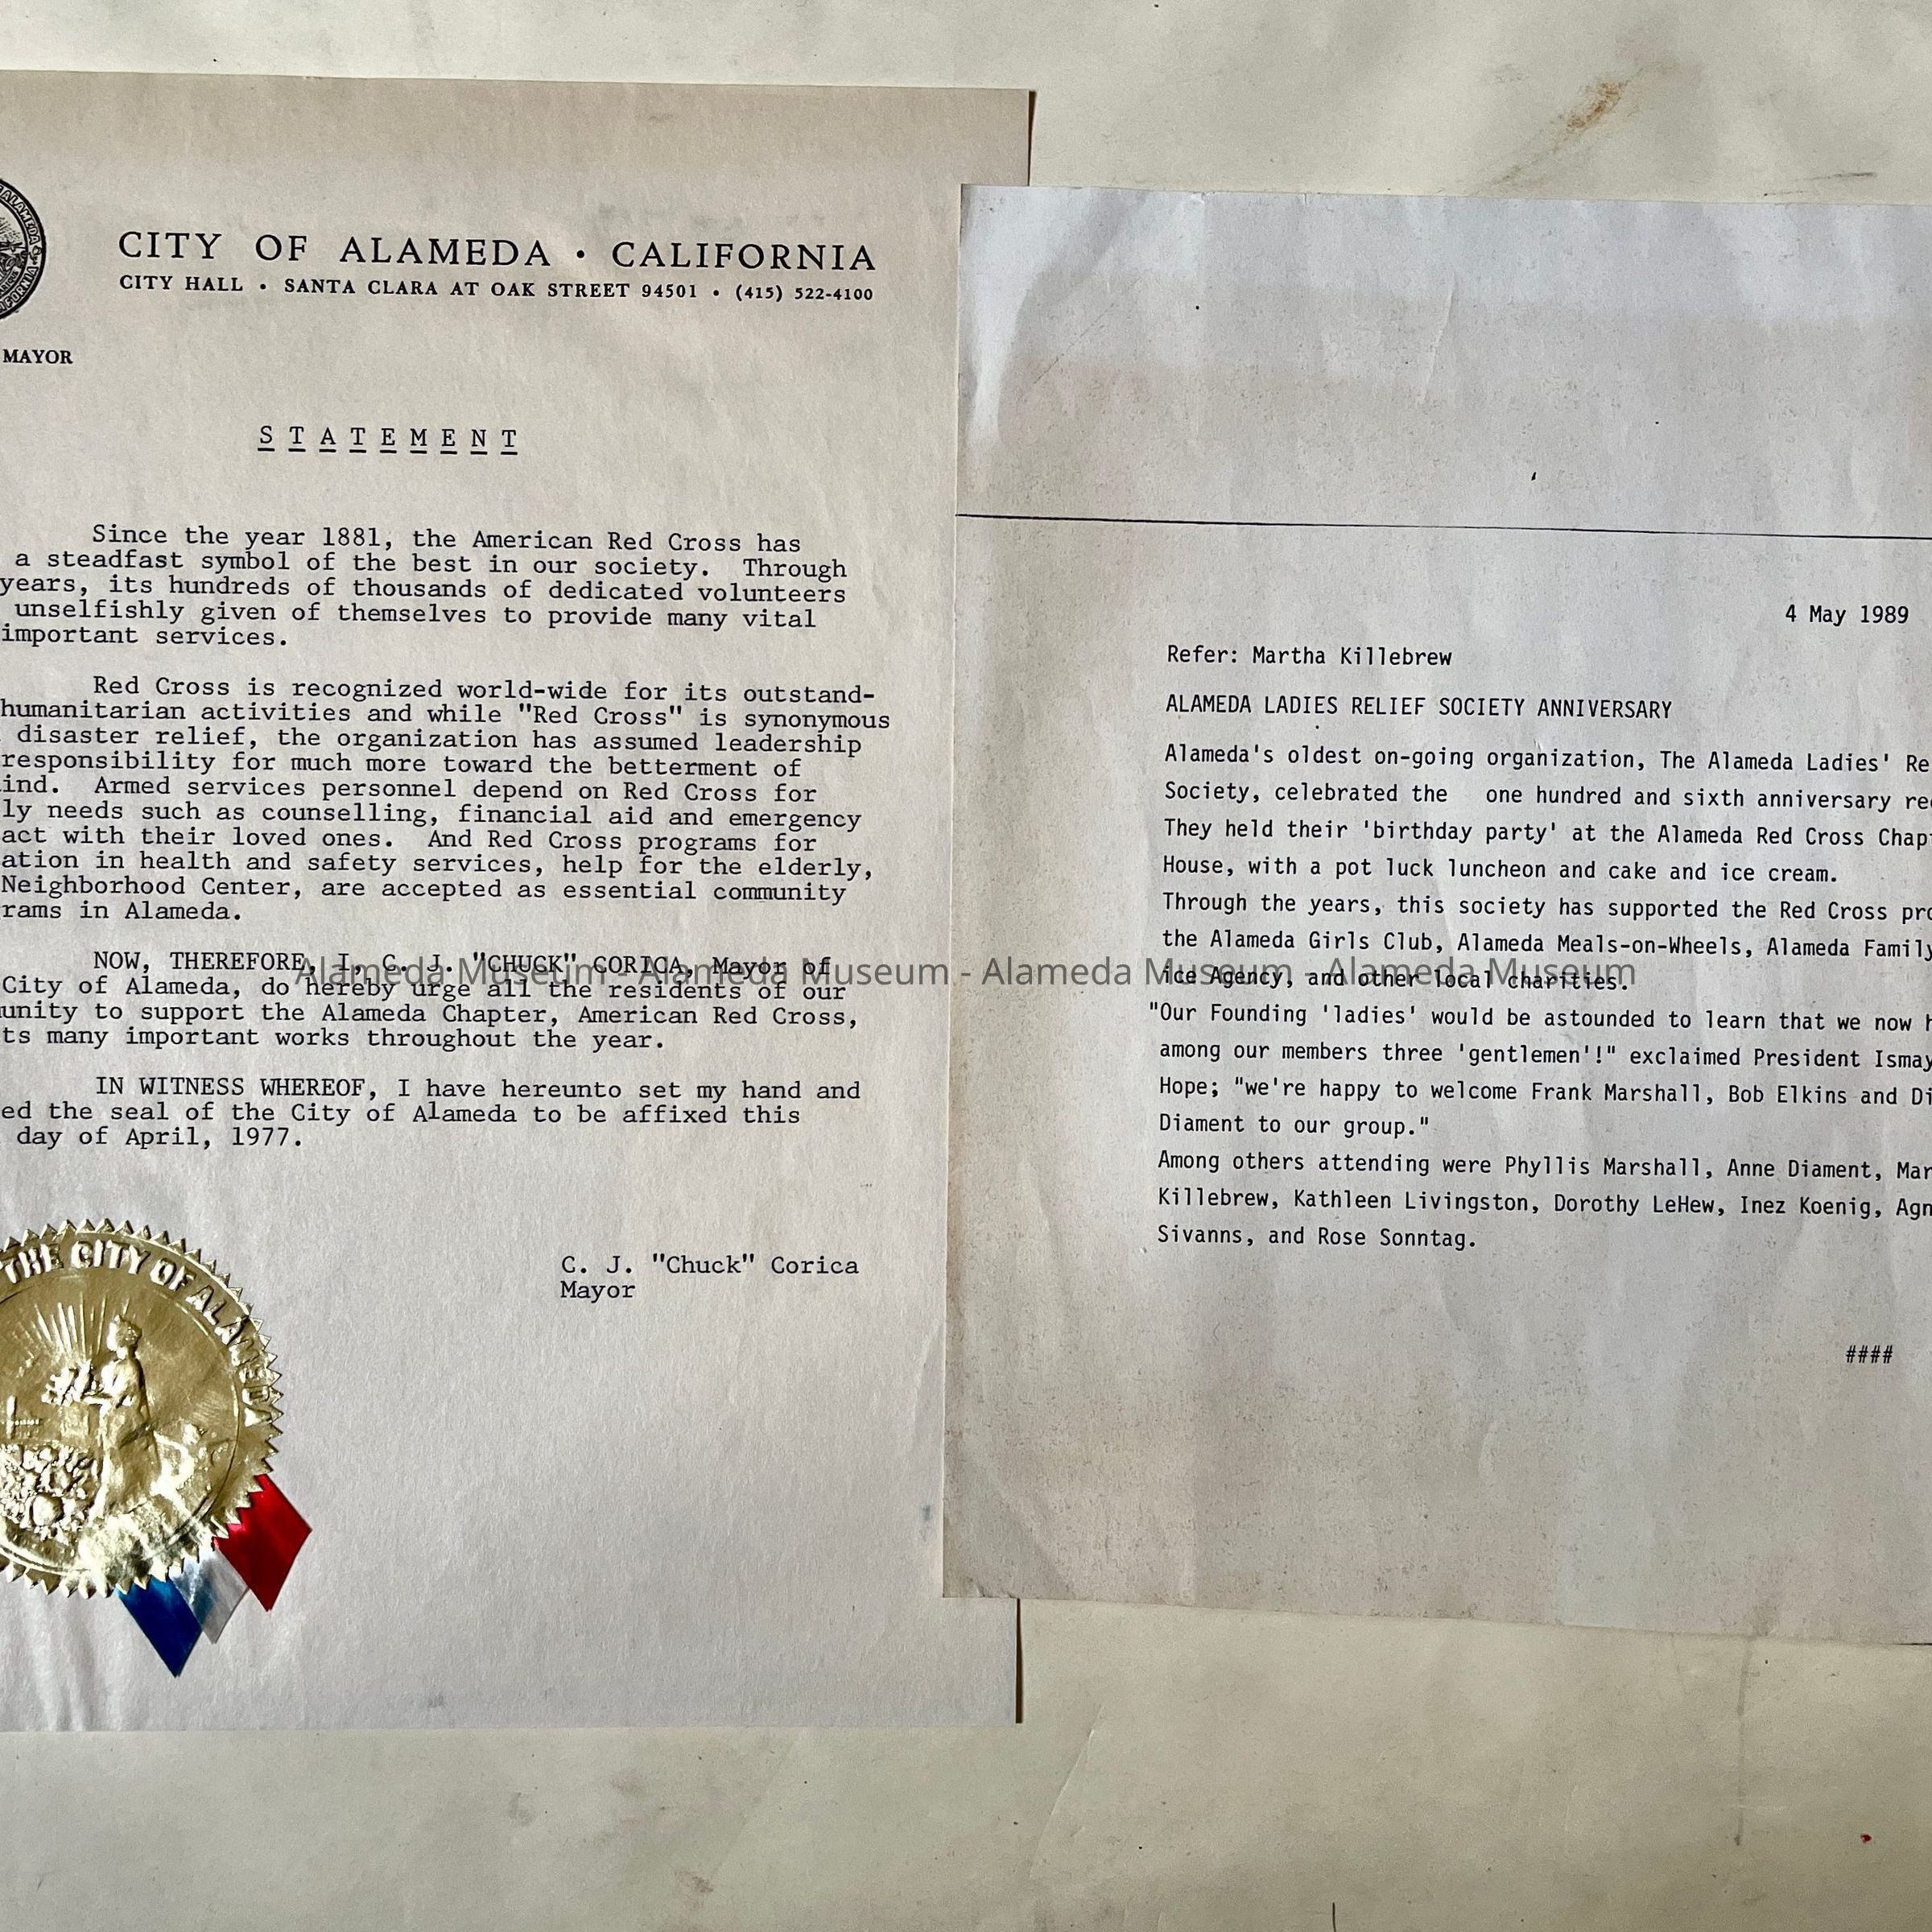 CITY OF ALAMEDA • CALIFORNIA
CITY HALL • SANTA CLARA AT OAK STREET 94501 • (415) 522-4100
MAYOR
STATEMENT
Since the year 1881, the American Red Cross has
a steadfast symbol of the best in our society. Through
years, its hundreds of thousands of dedicated volunteers
unselfishly given of themselves to provide many vital
important services.
Red Cross is recognized world-wide for its outstand-
humanitarian activities and while "Red Cross" is synonymous
disaster relief, the organization has assumed leadership
responsibility for much more toward the betterment of
ind. Armed services personnel depend on Red Cross for
ly needs such as counselling, financial aid and emergency
act with their loved ones. And Red Cross programs for
ation in health and safety services, help for the elderly,
Neighborhood Center, are accepted as essential community
rams in Alameda.
NOW, THEREFORE, I, C. J. "CHUCK" CORICA, Mayor of
City of Alameda, do hereby urge all the residents of our
unity to support the Alameda Chapter, American Red Cross,
ts many important works throughout the year.
IN WITNESS WHEREOF, I have hereunto set my hand and
ed the seal of the City of Alameda to be affixed this
day of April, 1977.
C. J. "Chuck" Corica
Mayor
THE CITY OF ALAMEDA
4 May 1989
Refer: Martha Killebrew
ALAMEDA LADIES RELIEF SOCIETY ANNIVERSARY
Alameda's oldest on-going organization, The Alameda Ladies' Re
Society, celebrated the one hundred and sixth anniversary re
They held their 'birthday party' at the Alameda Red Cross Chap
House, with a pot luck luncheon and cake and ice cream.
Through the years, this society has supported the Red Cross pro
the Alameda Girls Club, Alameda Meals-on-Wheels, Alameda Family
ice Agency, and other local charities.
"Our Founding 'ladies' would be astounded to learn that we now h
among our members three 'gentlemen'!" exclaimed President Ismay
Hope; "we're happy to welcome Frank Marshall, Bob Elkins and Di
Diament to our group."
Among others attending were Phyllis Marshall, Anne Diament, Mar
Killebrew, Kathleen Livingston, Dorothy LeHew, Inez Koenig, Agn
Sivanns, and Rose Sonntag.
####
Alameda Museum - Alameda Museum - Alameda Museum - Alameda Museum